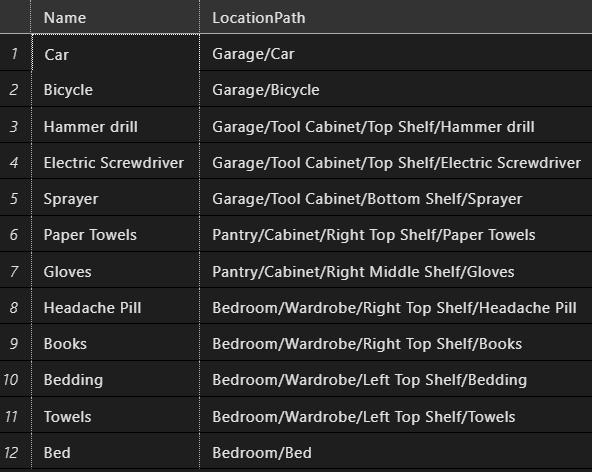 Name LocationPath
1 Car Garage/Car
2 Bicycle Garage/Bicycle
3 Hammer drill Garage/Tool Cabinet/Top Shelf/Hammer drill
4 Electric Screwdriver Garage/Tool Cabinet/Top Shelf/Electric Screwdriver
5 Sprayer Garage/Tool Cabinet/Bottom Shelf/Sprayer
6 Paper Towels Pantry/Cabinet/Right Top Shelf/Paper Towels
7 Gloves Pantry/Cabinet/Right Middle Shelf/Gloves
8 Headache Pill Bedroom/Wardrobe/Right Top Shelf/Headache Pill
9 Books Bedroom/Wardrobe/Right Top Shelf/Books
10 Bedding Bedroom/Wardrobe/Left Top Shelf/Bedding
11 Towels Bedroom/Wardrobe/Left Top Shelf/Towels
12 Bed Bedroom/Bed